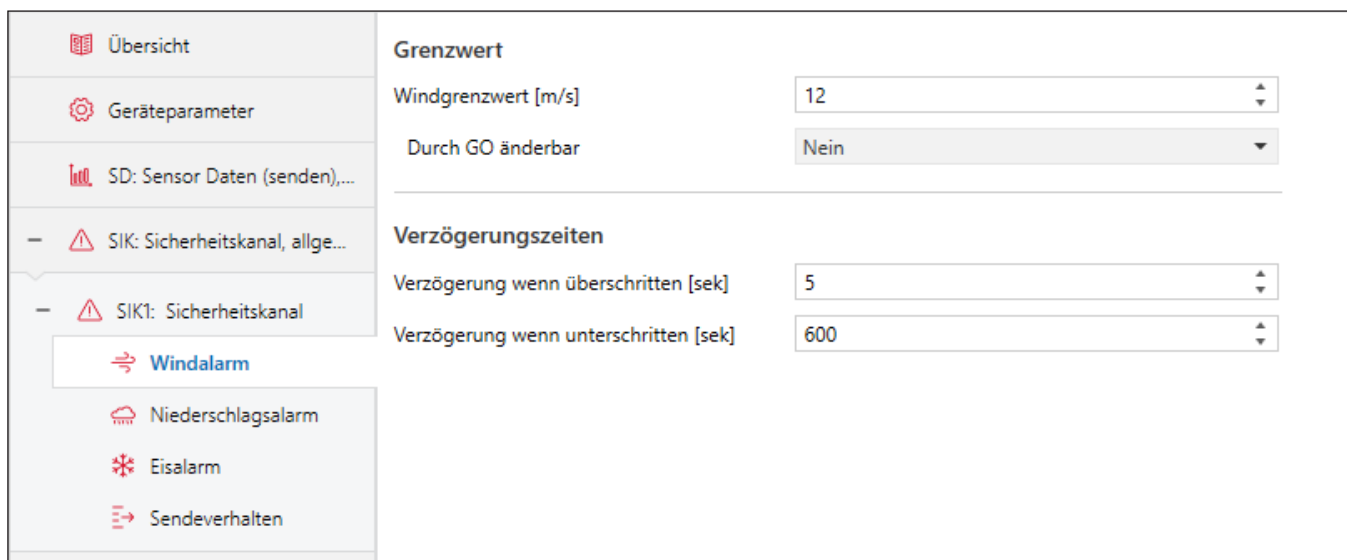 Übersicht
Geräteparameter
SD: Sensor Daten (senden),...
SIK: Sicherheitskanal, allge...
SIK1: Sicherheitskanal
Windalarm
Niederschlagsalarm
Eisalarm
Sendeverhalten
Grenzwert
Windgrenzwert [m/s] 12
Durch GO änderbar Nein
Verzögerungszeiten
Verzögerung wenn überschritten [sek] 5
Verzögerung wenn unterschritten [sek] 600